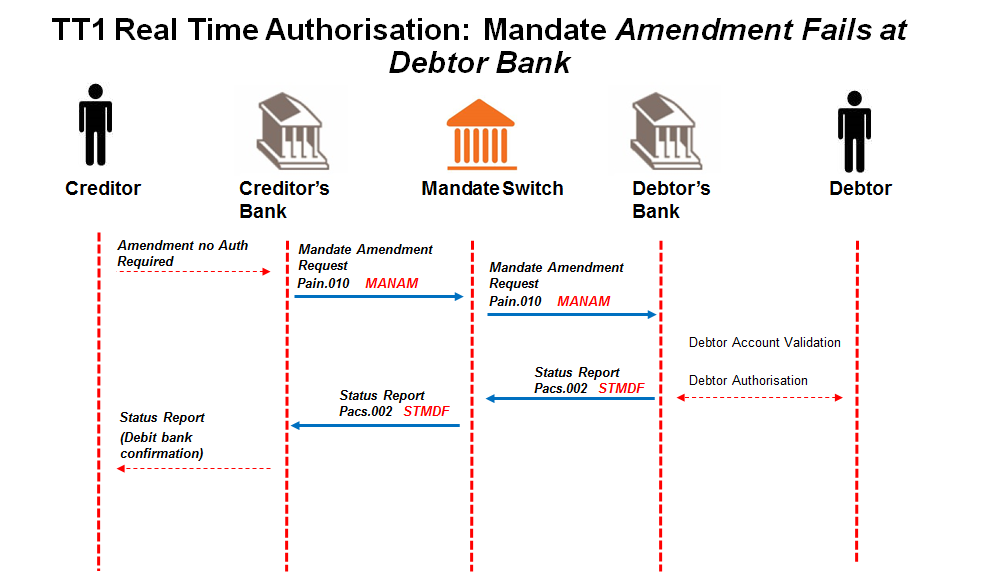 TT1 Real Time Authorisation: Mandate Amendment Fails at
Debtor Bank
Creditor
Creditor's
Bank
Mandate Switch
Debtor's
Bank
Debtor
Amendment no Auth
Required
Mandate Amendment
Request
Pain.010 MANAM
Mandate Amendment
Request
Pain.010 MANAM
Debtor Account Validation
Debtor Authorisation
Status Report
Pacs.002 STMDF
Status Report
Pacs.002 STMDF
Status Report
(Debit bank
confirmation)